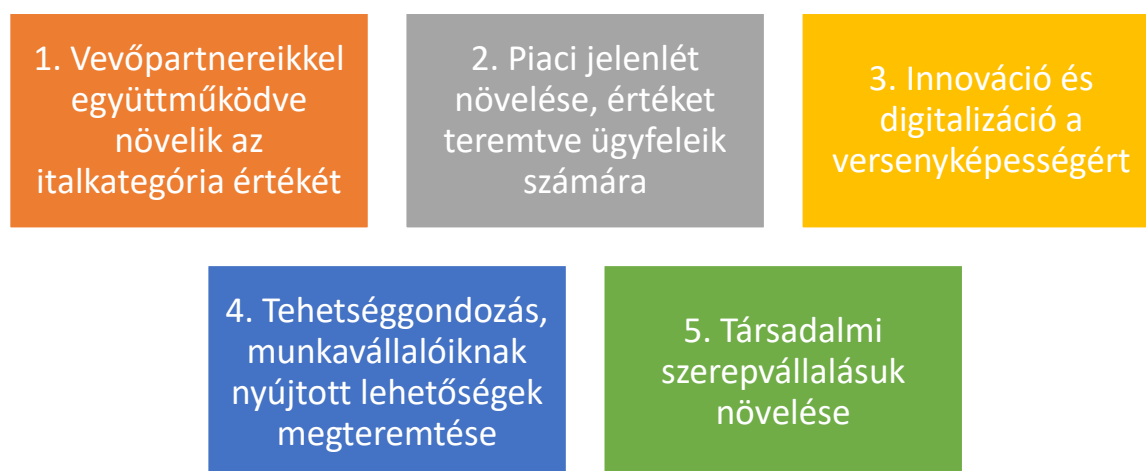 1. Vevőpartnereikkel
együttműködve
növelik az
italkategória értékét
2. Piaci jelenlét
növelése, értéket
teremtve ügyfeleik
számára
3. Innováció és
digitalizáció a
versenyképességért
4. Tehetséggondozás,
munkavállalóiknak
nyújtott lehetőségek
megteremtése
5. Társadalmi
szerepvállalásuk
növelése